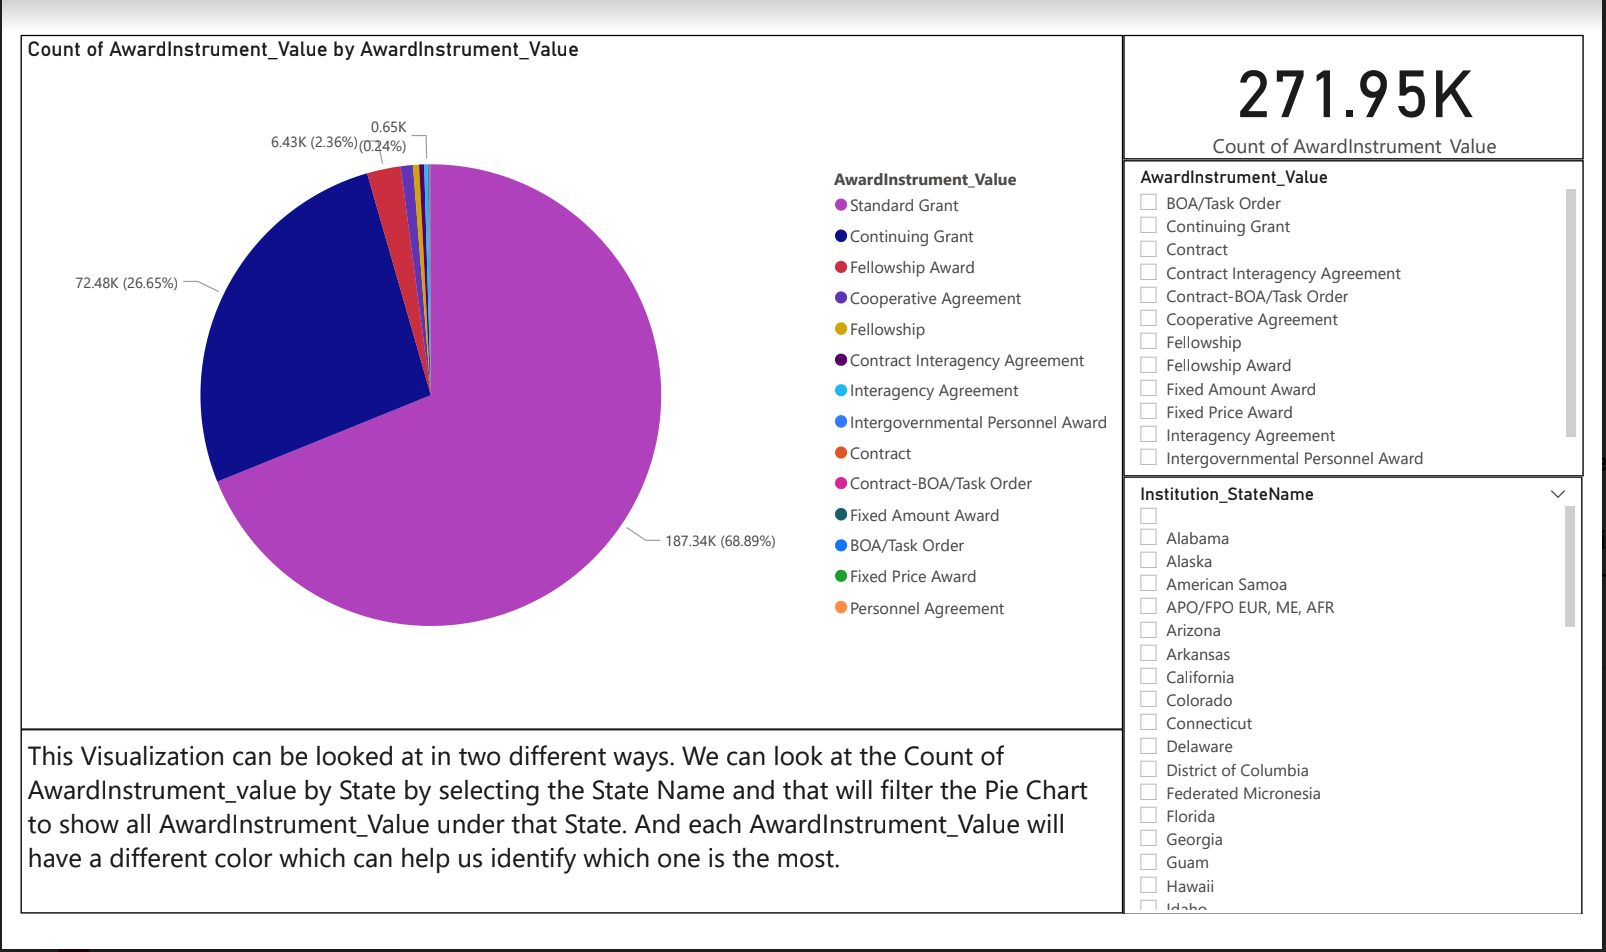 Count of AwardInstrument_Value by AwardInstrument_Value
0.65K
(0.24%)
6.43K (2.36%)
72.48K (26.65%)
187.34K (68.89%)
AwardInstrument_Value
Standard Grant
Continuing Grant
Fellowship Award
Cooperative Agreement
Fellowship
Contract Interagency Agreement
Interagency Agreement
Intergovernmental Personnel Award
Contract
Contract-BOA/Task Order
Fixed Amount Award
BOA/Task Order
Fixed Price Award
Personnel Agreement
This Visualization can be looked at in two different ways. We can look at the Count of
AwardInstrument_value by State by selecting the State Name and that will filter the Pie Chart
to show all AwardInstrument_Value under that State. And each AwardInstrument_Value will
have a different color which can help us identify which one is the most.
271.95K
Count of AwardInstrument Value
AwardInstrument_Value
BOA/Task Order
Continuing Grant
Contract
Contract Interagency Agreement
Contract-BOA/Task Order
Cooperative Agreement
Fellowship
Fellowship Award
Fixed Amount Award
Fixed Price Award
Interagency Agreement
Intergovernmental Personnel Award
Institution_StateName
Alabama
Alaska
American Samoa
APO/FPO EUR, ME, AFR
Arizona
Arkansas
California
Colorado
Connecticut
Delaware
District of Columbia
Federated Micronesia
Florida
Georgia
Guam
Hawaii
Idaho